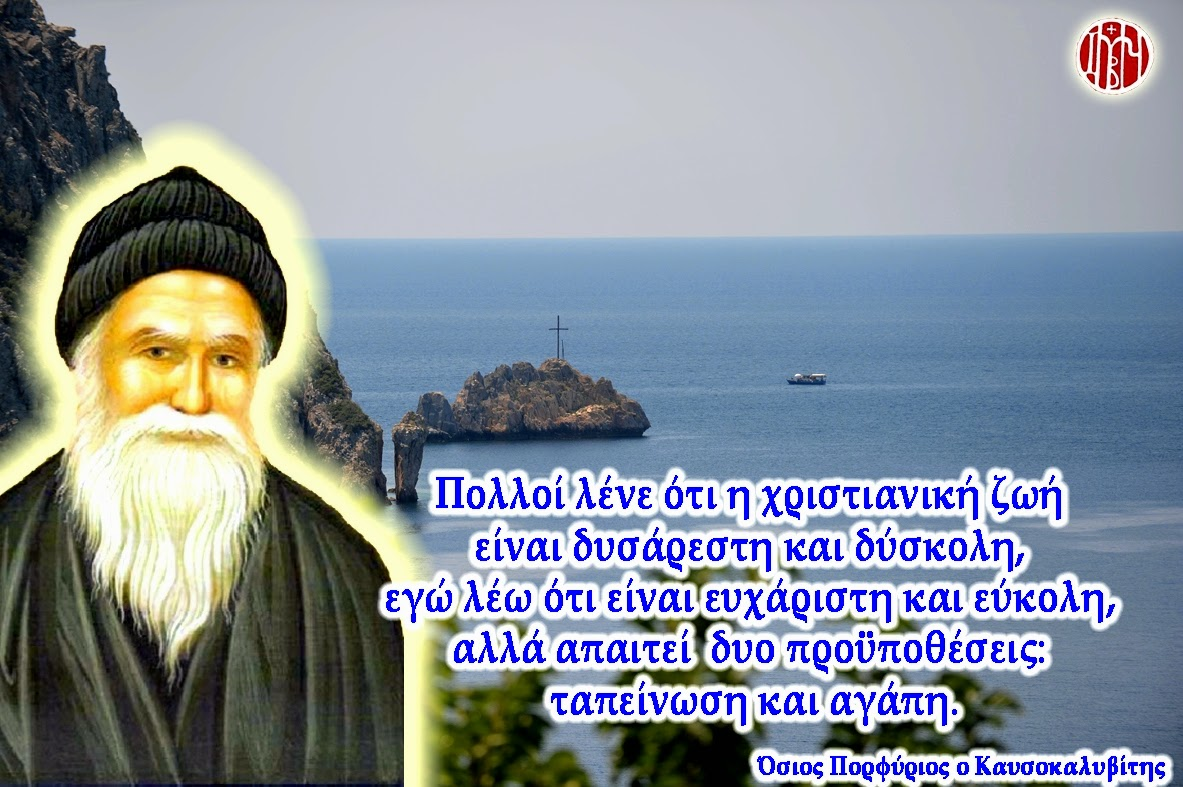 Πολλοί λένε ότι η χριστιανική ζωή
είναι δυσάρεστη και δύσκολη,
εγώ λέω ότι είναι ευχάριστη και εύκολη,
αλλά απαιτεί δυο προϋποθέσεις:
ταπείνωση και αγάπη.
Όσιος Πορφύριος ο Καυσοκαλυβίτης